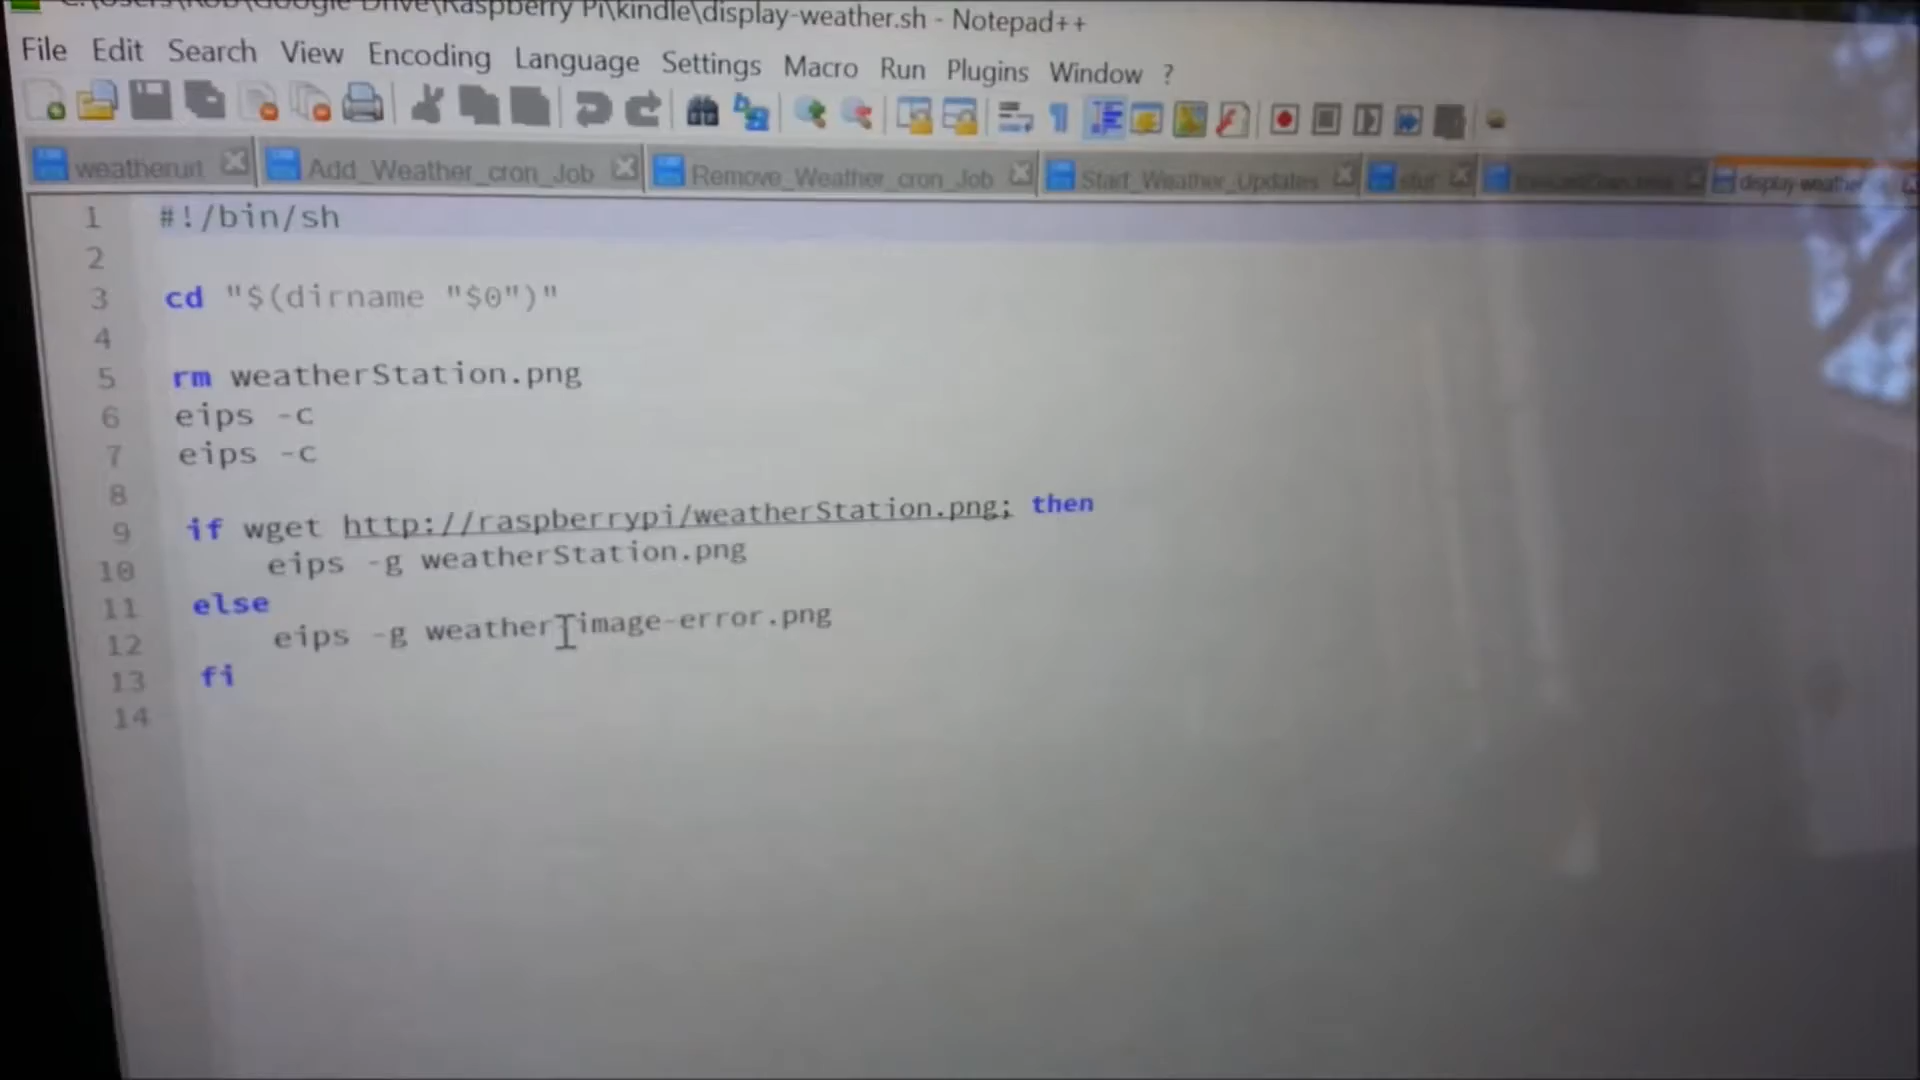 Raspberry Pi\kindle\display-weather.sh - Notepad++
File Edit Search View Encoding Language Settings Macro Run Plugins Window ?
Add_Weather_cron_Job Remove_Weather_cron_Job Start_Weather_Updates display-weather
1 #!/bin/sh
2
3 cd "$(dirname "$0")"
4
5 rm weatherStation.png
6 eips -c
7 eips -c
8
9 if wget http://raspberrypi/weatherStation.png; then
10 eips -g weatherStation.png
11 else
12 eips -g weather-image-error.png
13 fi
14